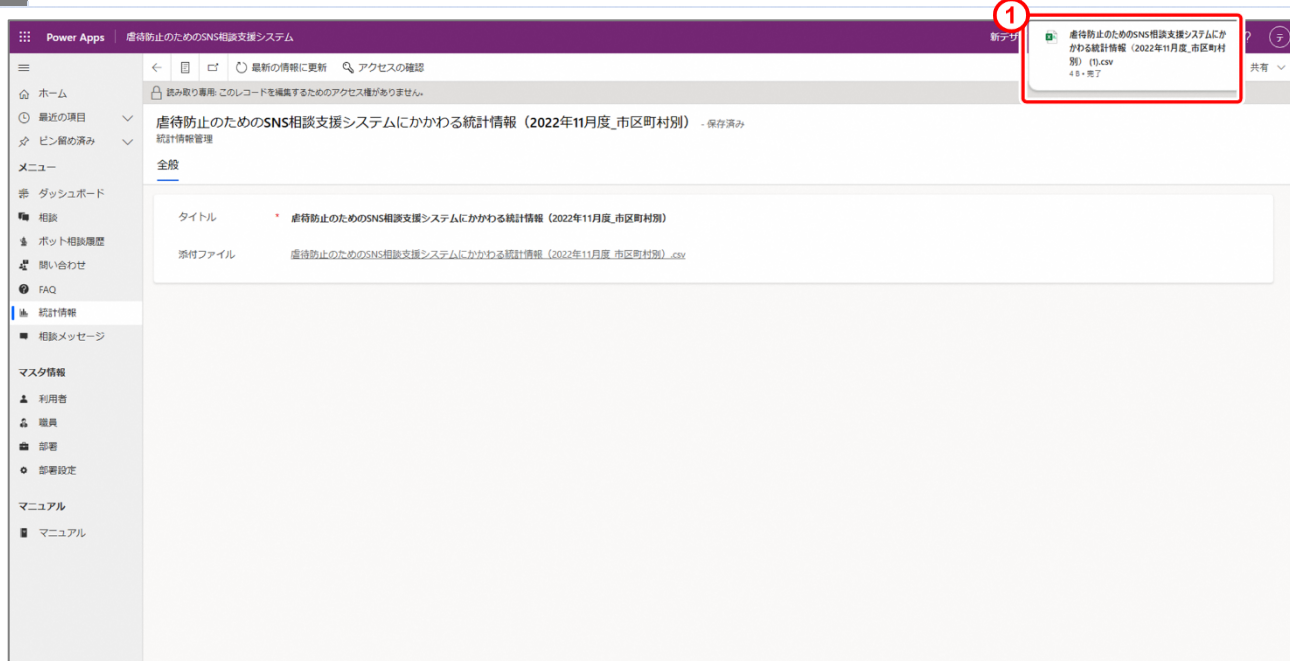 ①
Power Apps 虐待防止のためのSNS相談支援システム
新デザ
虐待防止のためのSNS相談支援システムにか
かわる統計情報（2022年11月度_市区町村
別） (1).csv
4 B • 完了
?
テ
最新の情報に更新 アクセスの確認
共有
読み取り専用: このレコードを編集するためのアクセス権がありません。
ホーム
最近の項目
ピン留め済み
メニュー
ダッシュボード
相談
ボット相談履歴
問い合わせ
FAQ
統計情報
相談メッセージ
マスタ情報
利用者
職員
部署
部署設定
マニュアル
マニュアル
虐待防止のためのSNS相談支援システムにかかわる統計情報（2022年11月度_市区町村別） - 保存済み
統計情報管理
全般
タイトル * 虐待防止のためのSNS相談支援システムにかかわる統計情報（2022年11月度_市区町村別）
添付ファイル 虐待防止のためのSNS相談支援システムにかかわる統計情報（2022年11月度_市区町村別）.csv